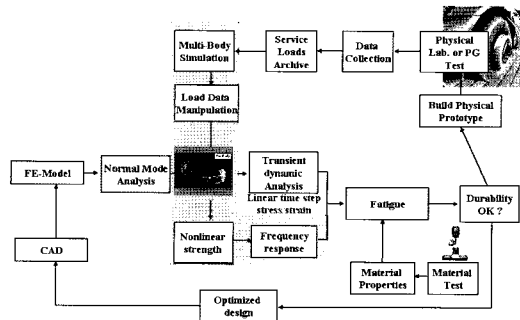 Multi-Body
Simulation
Service
Loads
Archive
Data
Collection
Physical
Lab. or PG
Test
Load Data
Manipulation
Build Physical
Prototype
FE-Model
Normal Mode
Analysis
Transient
dynamic
Analysis
Linear time step
stress strain
Fatigue
Durability
OK ?
Nonlinear
strength
Frequency
response
CAD
Material
Properties
Material
Test
Optimized
design